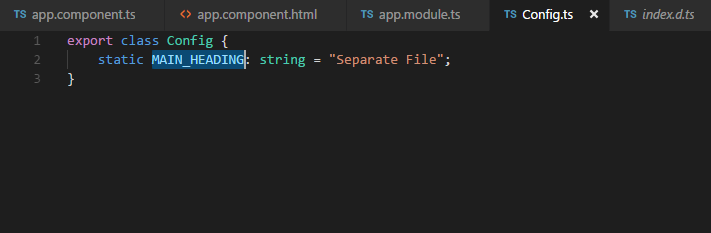 TS app.component.ts <> app.component.html TS app.module.ts TS Config.ts × TS index.d.ts
1 export class Config {
2 static MAIN_HEADING: string = "Separate File";
3 }